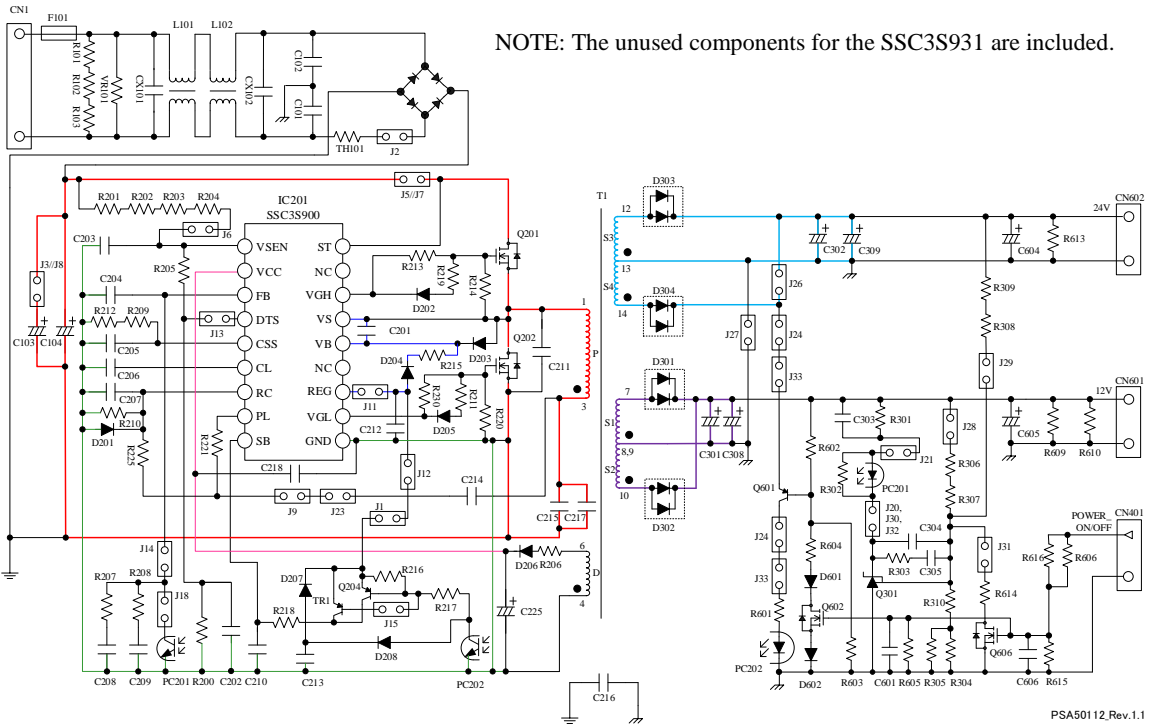 CN1
F101
L101
L102
NOTE: The unused components for the SSC3S931 are included.
R101
R102
R103
VR101
CX101
CX102
C102
C101
TH101
J2
J5//J7
R201
R202
R203
R204
IC201
SSC3S900
J6
C203
VSEN
VCC
FB
DTS
CSS
CL
RC
PL
SB
ST
NC
VGH
VS
VB
NC
REG
VGL
GND
J3//J8
C103
C104
R205
C204
R212
R209
J13
C205
C206
C207
R210
D201
R225
R221
C218
J9
J23
J1
J12
J11
C212
C214
R213
R219
R214
D202
C201
D204
R215
D203
R230
R211
R220
D205
Q201
Q202
C211
C215
C217
T1
1
P
3
6
D
4
D206
R206
C225
J14
J18
R207
R208
C208
C209
PC201
R200
C202
C210
R218
D207
Q204
TR1
R216
R217
J15
D208
C213
PC202
C216
12
S3
13
S4
14
7
S1
8,9
S2
10
D303
D304
D301
D302
C302
C309
C301
C308
J27
J26
J24
J33
24V
CN602
C604
R613
R309
R308
J29
12V
CN601
C605
R609
R610
C303
R301
J21
J28
R302
PC201
R306
R307
J20,
J30,
J32
C304
R303
C305
Q301
R310
J31
R614
Q606
R602
Q601
R604
D601
Q602
D602
J24
J33
R601
PC202
R603
C601
R605
R305
R304
C606
R615
R616
R606
POWER_
ON/OFF
CN401
PSA50112_Rev.1.1